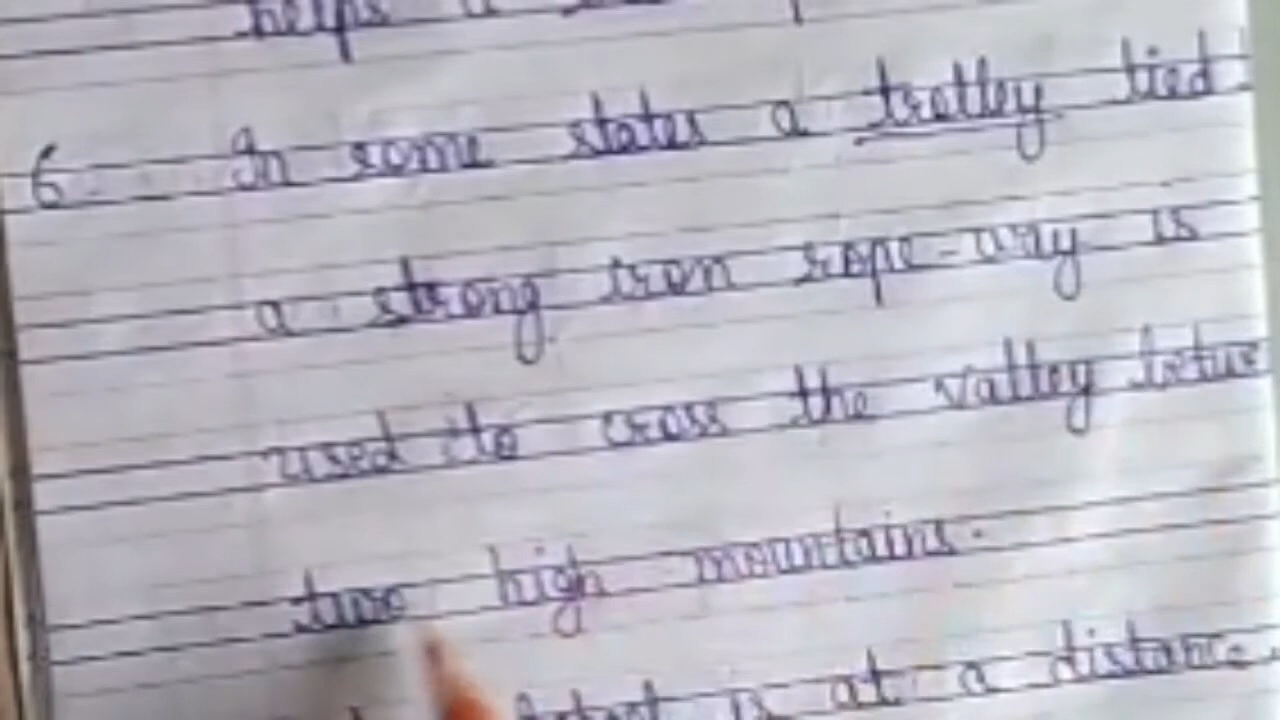 helps a
6. In some states a trolley tied
a strong iron rope-way is
used to cross the valley
two high mountains.
is at a distance.